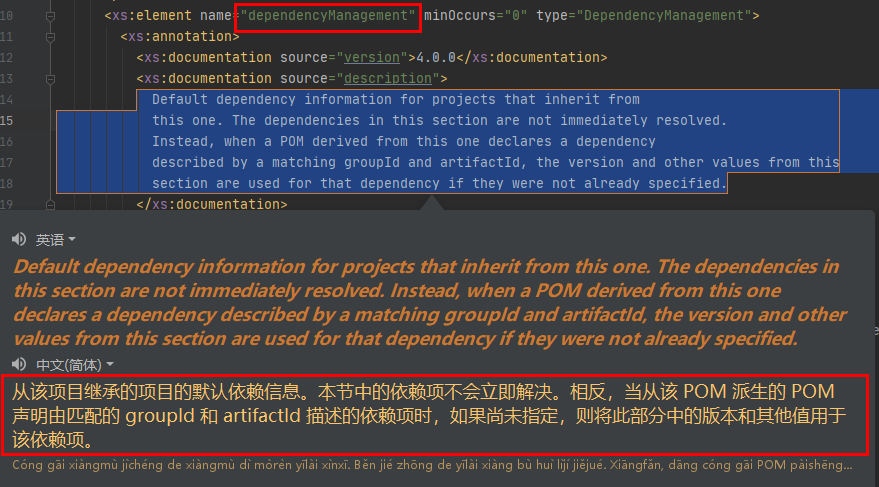 10 <xs:element name="dependencyManagement" minOccurs="0" type="DependencyManagement">
11 <xs:annotation>
12 <xs:documentation source="version">4.0.0</xs:documentation>
13 <xs:documentation source="description">
14 Default dependency information for projects that inherit from
15 this one. The dependencies in this section are not immediately resolved.
16 Instead, when a POM derived from this one declares a dependency
17 described by a matching groupId and artifactId, the version and other values from this
18 section are used for that dependency if they were not already specified.
19 </xs:documentation>
英语
Default dependency information for projects that inherit from this one. The dependencies in
this section are not immediately resolved. Instead, when a POM derived from this one
declares a dependency described by a matching groupId and artifactId, the version and other
values from this section are used for that dependency if they were not already specified.
中文(简体)
从该项目继承的项目的默认依赖信息。本节中的依赖项不会立即解决。相反，当从该 POM 派生的 POM
声明由匹配的 groupId 和 artifactId 描述的依赖项时，如果尚未指定，则将此部分中的版本和其他值用于
该依赖项。
Cóng gāi xiàngmù jìchéng de xiàngmù dì mòrèn yīlài xìnxī. Běn jié zhōng de yīlài xiàng bù huì lìjí jiějué. Xiāngfǎn, dāng cóng gāi POM pàishēng...